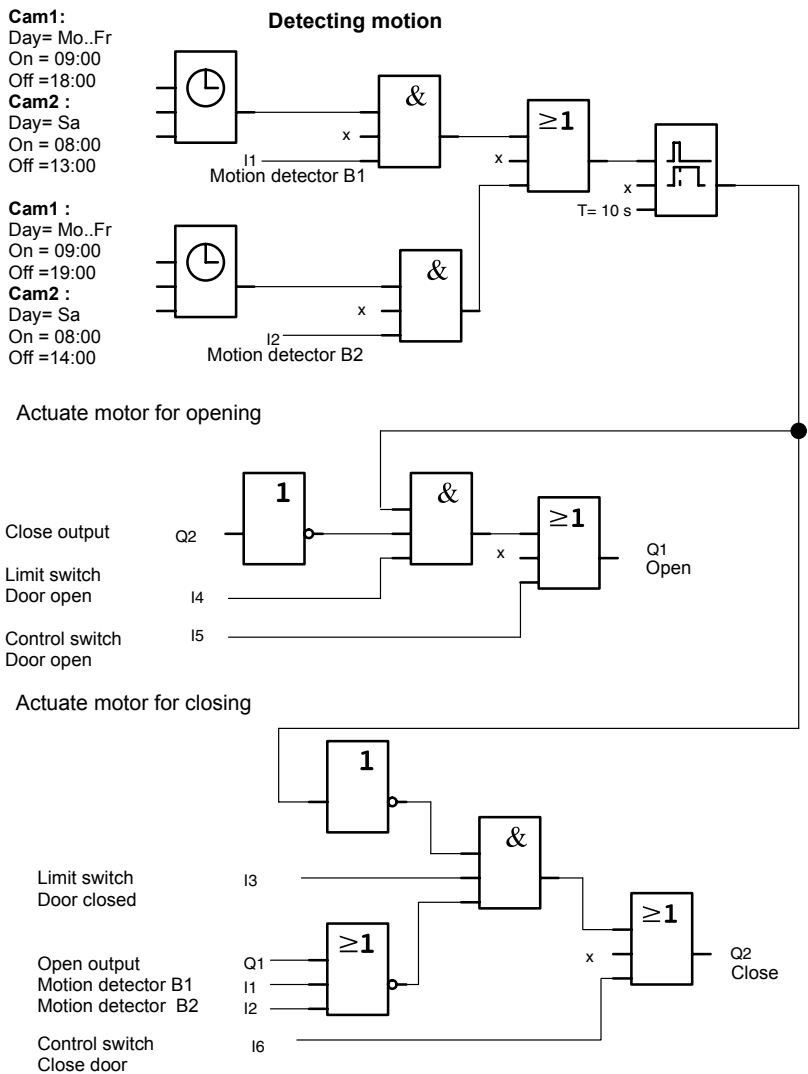 Detecting motion
Cam1:
Day= Mo..Fr
On = 09:00
Off =18:00
Cam2 :
Day= Sa
On = 08:00
Off =13:00
&
x
I1
Motion detector B1
≥1
x
x
T= 10 s
Cam1 :
Day= Mo..Fr
On = 09:00
Off =19:00
Cam2 :
Day= Sa
On = 08:00
Off =14:00
&
x
I2
Motion detector B2
Actuate motor for opening
1
&
≥1
Close output
Q2
x
Q1
Open
Limit switch
Door open
I4
Control switch
Door open
I5
Actuate motor for closing
1
&
Limit switch
Door closed
I3
≥1
≥1
Open output
Q1
Motion detector B1
I1
Motion detector  B2
I2
x
Q2
Close
Control switch
Close door
I6